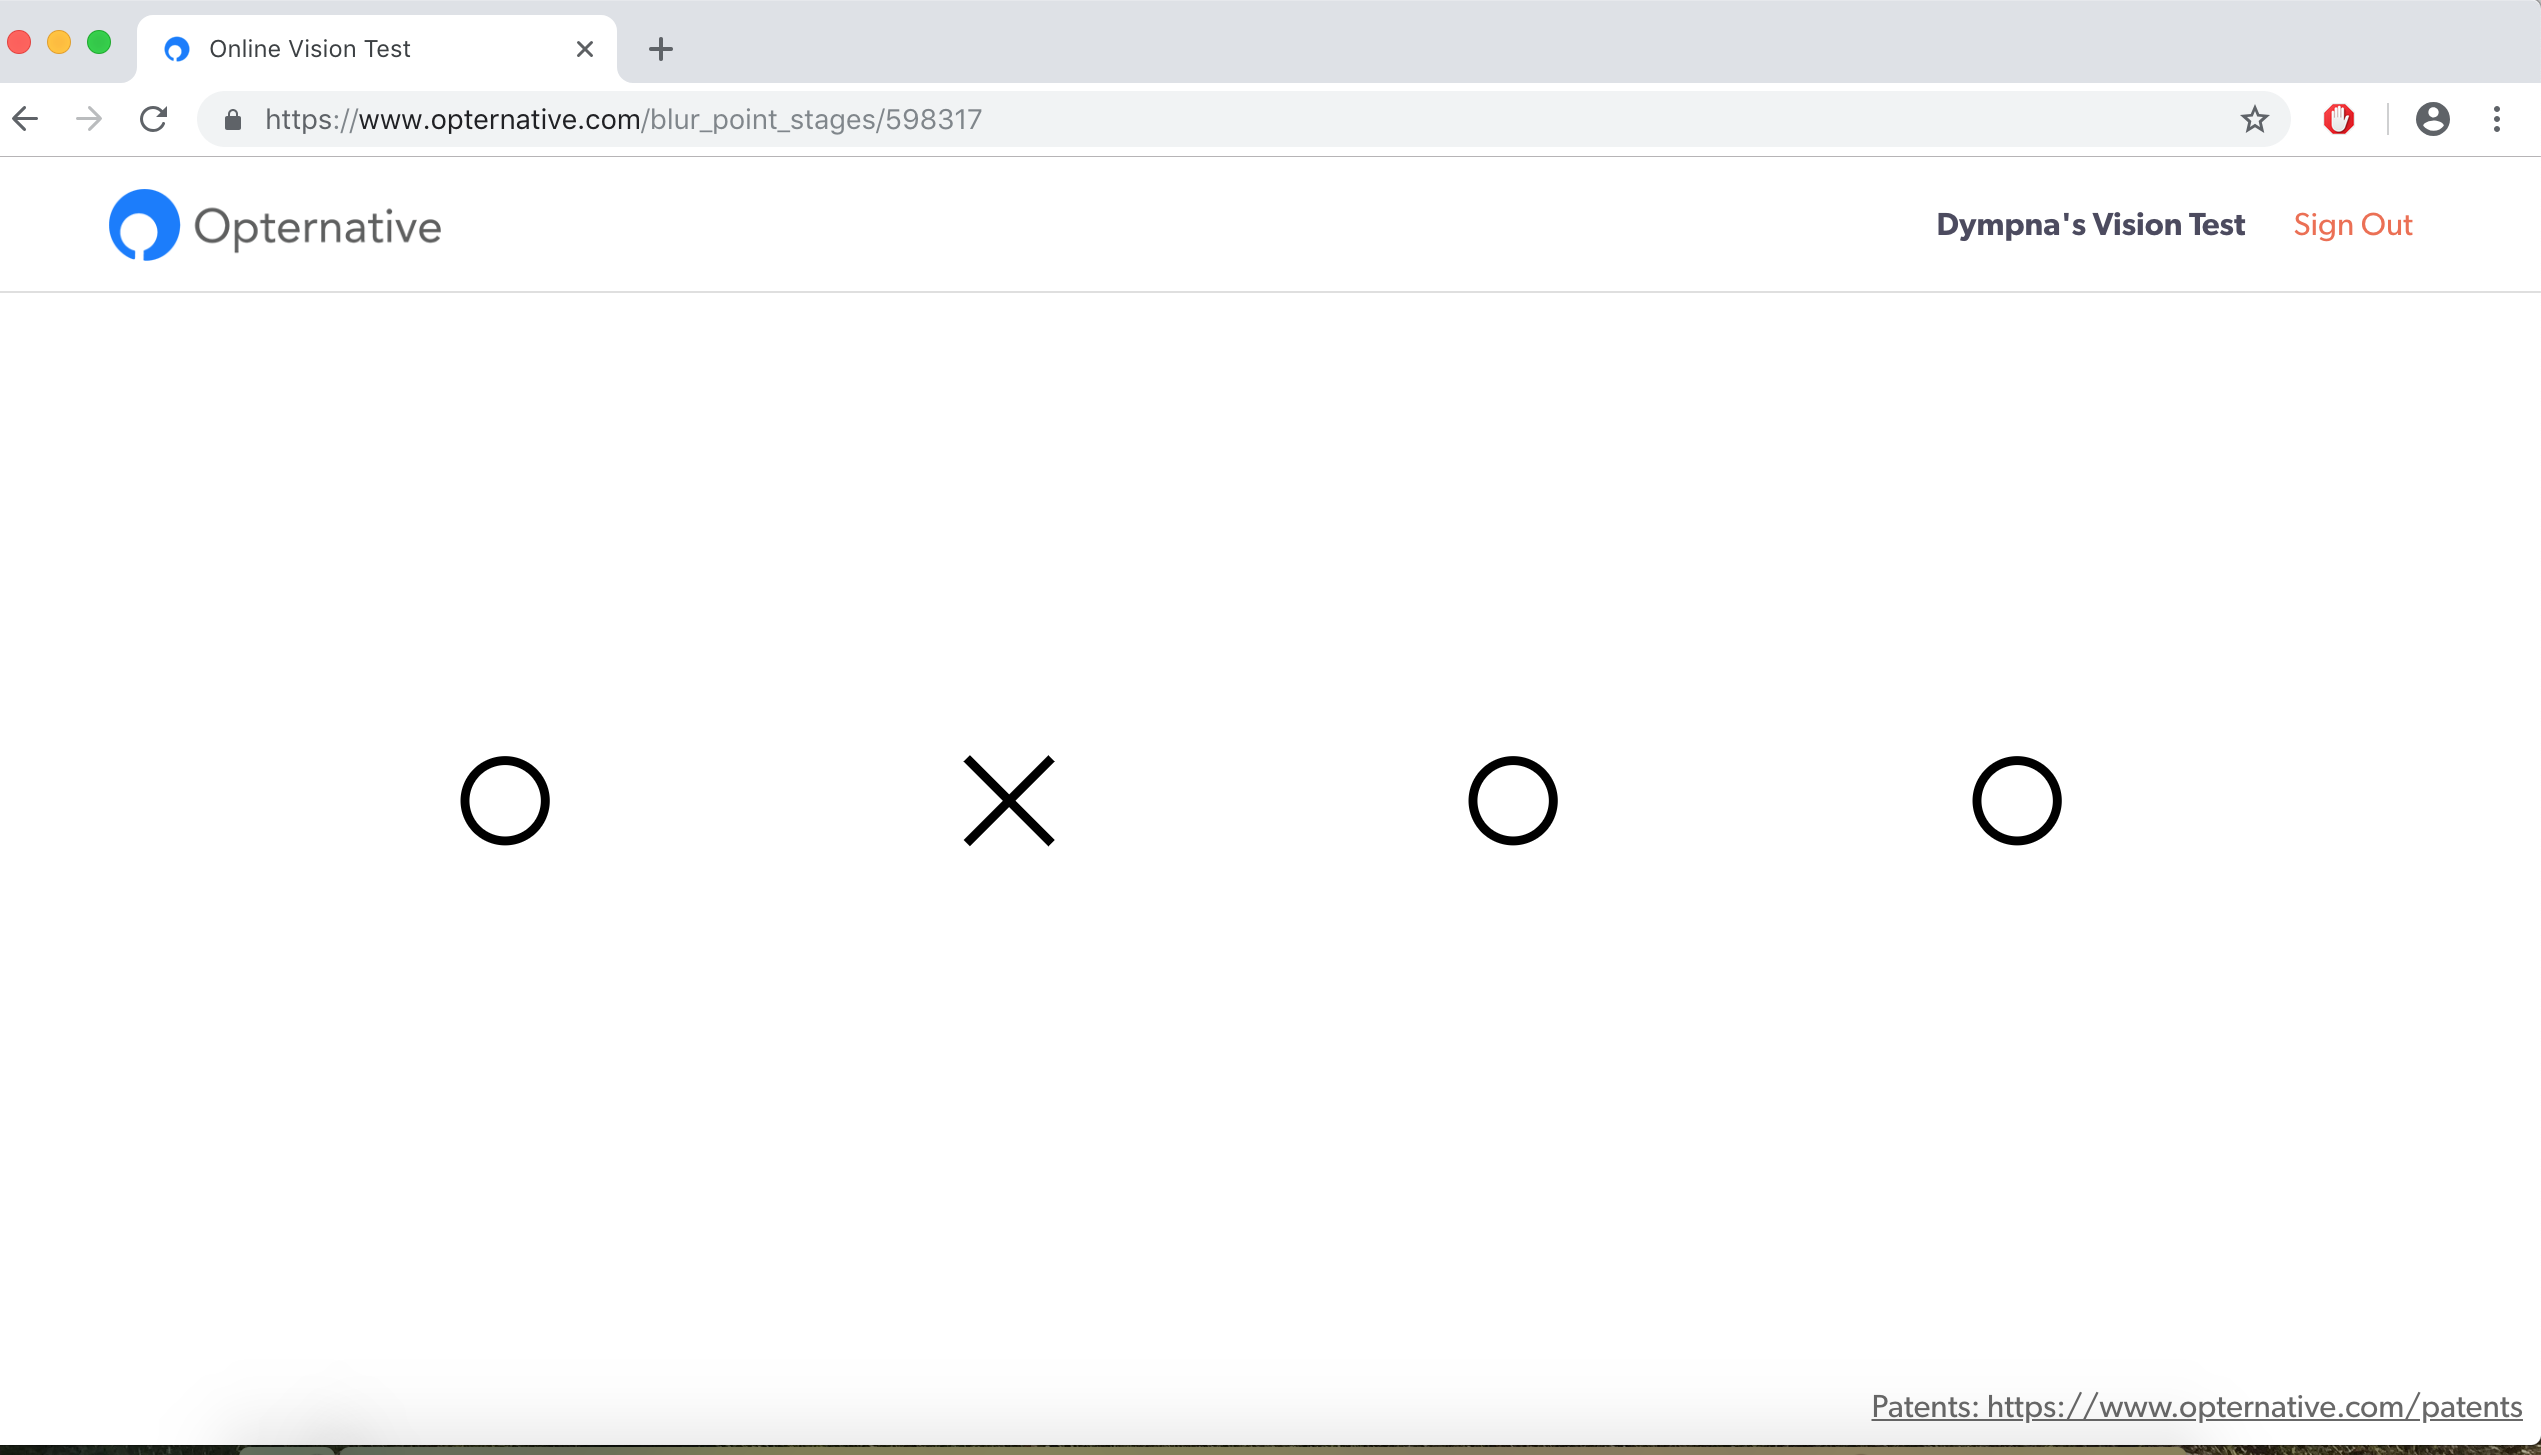 Online Vision Test
https://www.opternative.com/blur_point_stages/598317
Opternative
Dympna's Vision Test Sign Out
O X O O
Patents: https://www.opternative.com/patents